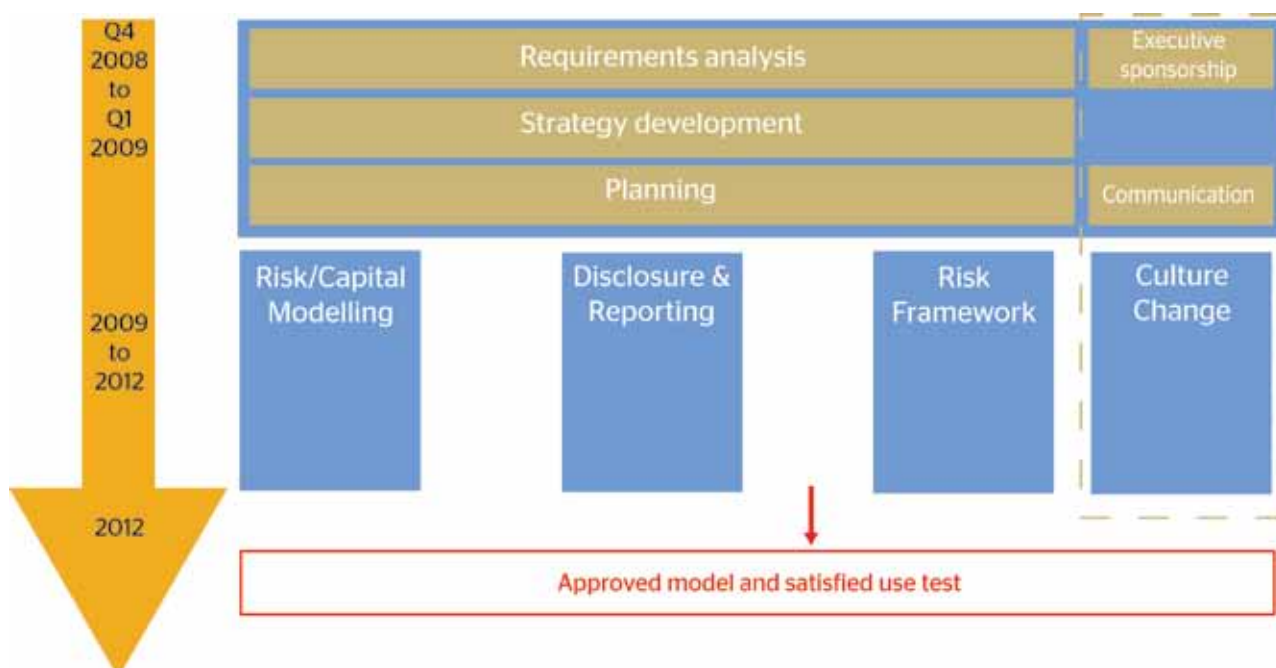 Q4
2008
to
Q1
2009
Requirements analysis
Executive
sponsorship
Strategy development
Planning
Communication
2009
to
2012
Risk/Capital
Modelling
Disclosure &
Reporting
Risk
Framework
Culture
Change
2012
Approved model and satisfied use test